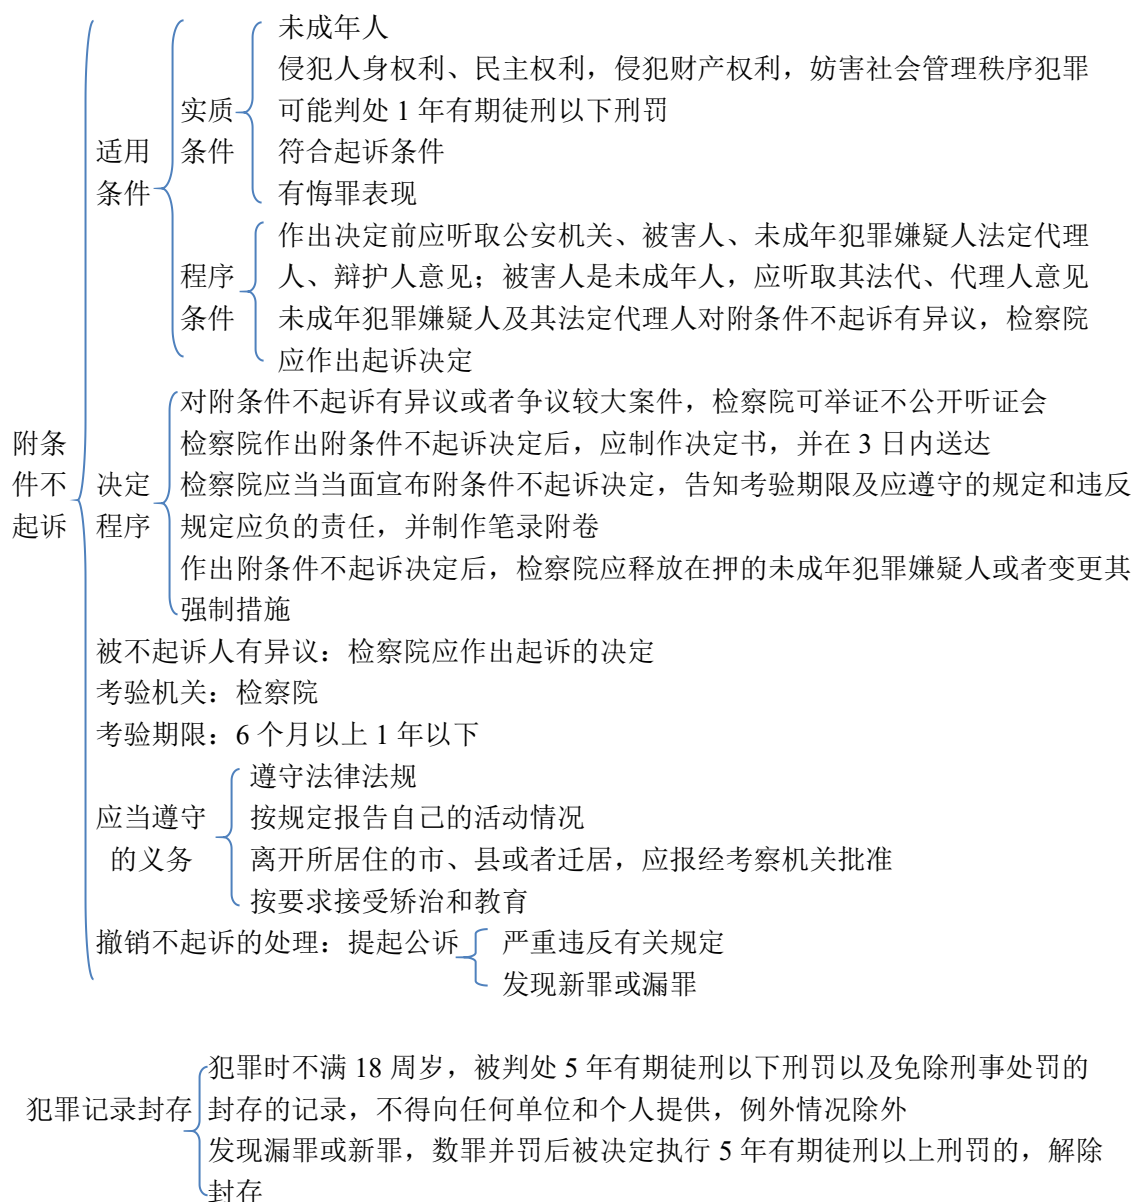 未成年人
侵犯人身权利、民主权利，侵犯财产权利，妨害社会管理秩序犯罪
实质
可能判处 1 年有期徒刑以下刑罚
适用
条件
符合起诉条件
条件
有悔罪表现
作出决定前应听取公安机关、被害人、未成年犯罪嫌疑人法定代理
程序
人、辩护人意见；被害人是未成年人，应听取其法代、代理人意见
条件
未成年犯罪嫌疑人及其法定代理人对附条件不起诉有异议，检察院
应作出起诉决定
对附条件不起诉有异议或者争议较大案件，检察院可举证不公开听证会
附条
检察院作出附条件不起诉决定后，应制作决定书，并在 3 日内送达
件不
决定
检察院应当当面宣布附条件不起诉决定，告知考验期限及应遵守的规定和违反
起诉
程序
规定应负的责任，并制作笔录附卷
作出附条件不起诉决定后，检察院应释放在押的未成年犯罪嫌疑人或者变更其
强制措施
被不起诉人有异议：检察院应作出起诉的决定
考验机关：检察院
考验期限：6 个月以上 1 年以下
遵守法律法规
应当遵守
按规定报告自己的活动情况
的义务
离开所居住的市、县或者迁居，应报经考察机关批准
按要求接受矫治和教育
撤销不起诉的处理：提起公诉
严重违反有关规定
发现新罪或漏罪
犯罪时不满 18 周岁，被判处 5 年有期徒刑以下刑罚以及免除刑事处罚的
犯罪记录封存
封存的记录，不得向任何单位和个人提供，例外情况除外
发现漏罪或新罪，数罪并罚后被决定执行 5 年有期徒刑以上刑罚的，解除
封存